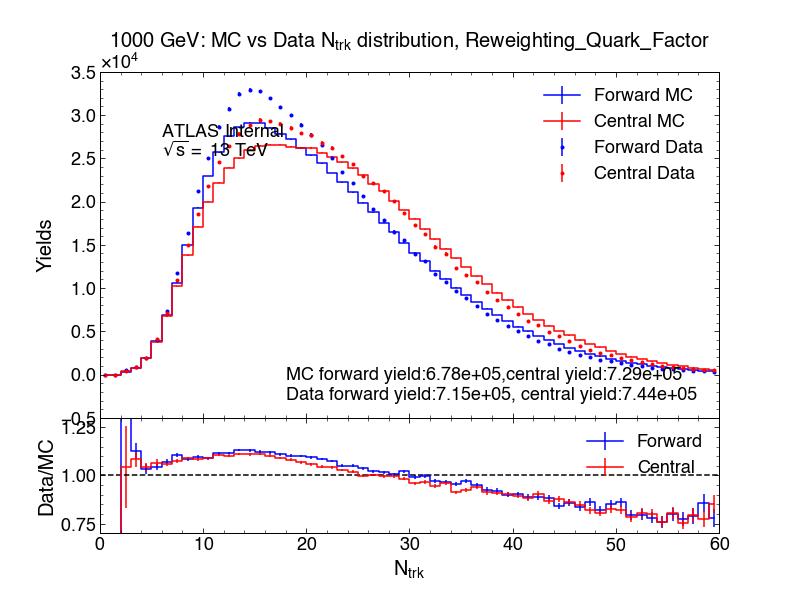 1000 GeV: MC vs Data N_trk distribution, Reweighting_Quark_Factor
×10⁴
3.5
3.0
2.5
2.0
1.5
1.0
0.5
0.0
-0.5
Yields
ATLAS Internal
√s = 13 TeV
Forward MC
Central MC
Forward Data
Central Data
MC forward yield:6.78e+05,central yield:7.29e+05
Data forward yield:7.15e+05, central yield:7.44e+05
1.25
1.00
0.75
Data/MC
Forward
Central
0 10 20 30 40 50 60
N_trk